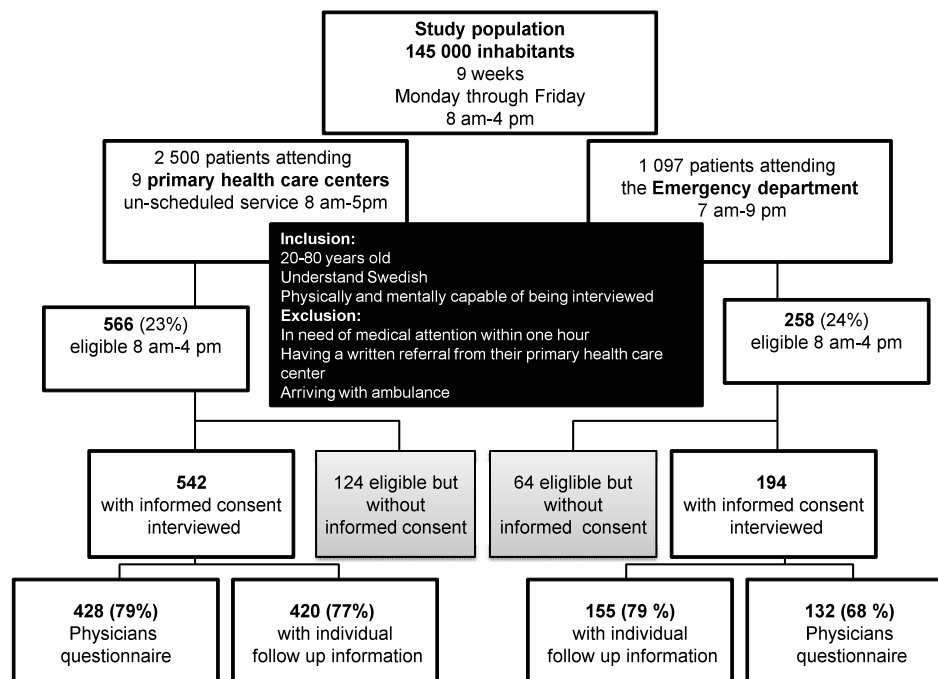 Study population
145 000 inhabitants
9 weeks
Monday through Friday
8 am-4 pm
2 500 patients attending
9 primary health care centers
un-scheduled service 8 am-5pm
1 097 patients attending
the Emergency department
7 am-9 pm
Inclusion:
20-80 years old
Understand Swedish
Physically and mentally capable of being interviewed
Exclusion:
In need of medical attention within one hour
Having a written referral from their primary health care
center
Arriving with ambulance
566 (23%)
eligible 8 am-4 pm
258 (24%)
eligible 8 am-4 pm
542
with informed consent
interviewed
124 eligible but
without
informed consent
64 eliglible but
without
informed consent
194
with informed consent
interviewed
428 (79%)
Physicians
questionnaire
420 (77%)
with individual
follow up information
155 (79 %)
with individual
follow up information
132 (68 %)
Physicians
questionnaire